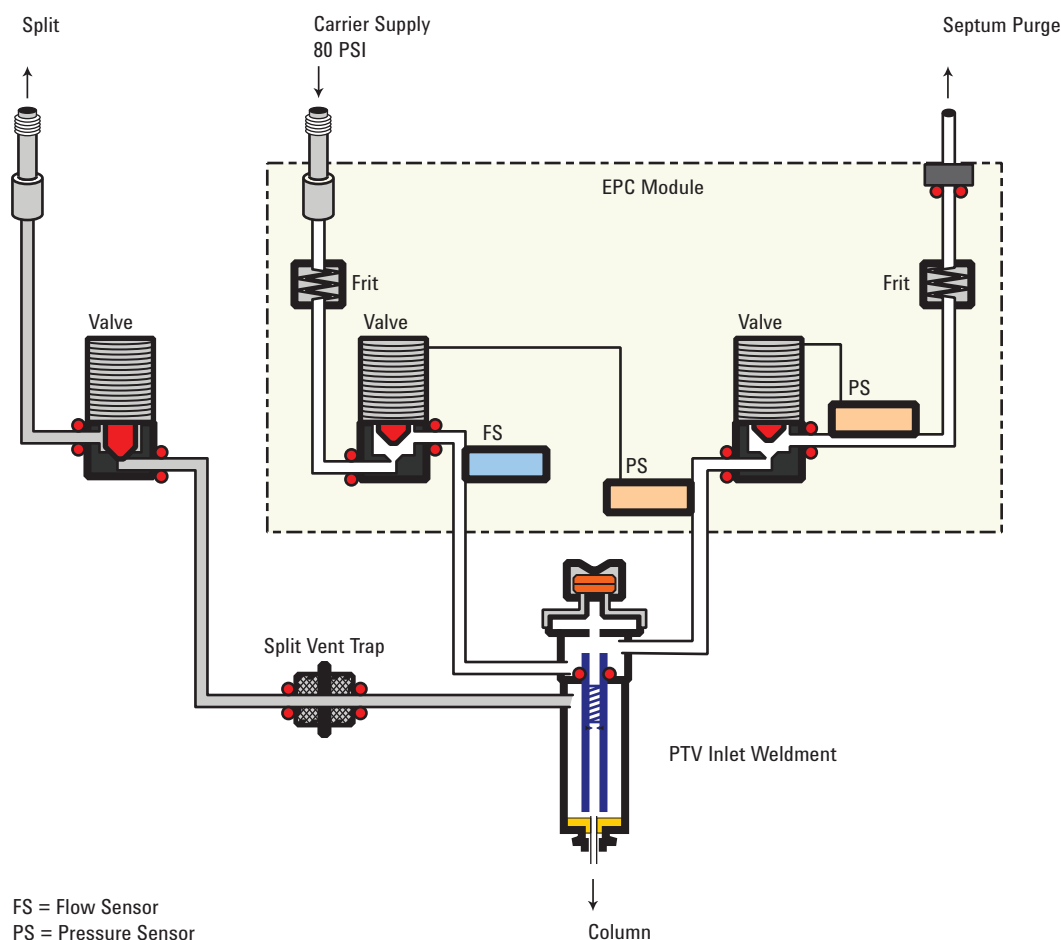 Split
Carrier Supply
80 PSI
Septum Purge
EPC Module
Frit
Frit
Valve
Valve
Valve
PS
FS
PS
Split Vent Trap
PTV Inlet Weldment
FS = Flow Sensor
PS = Pressure Sensor
Column